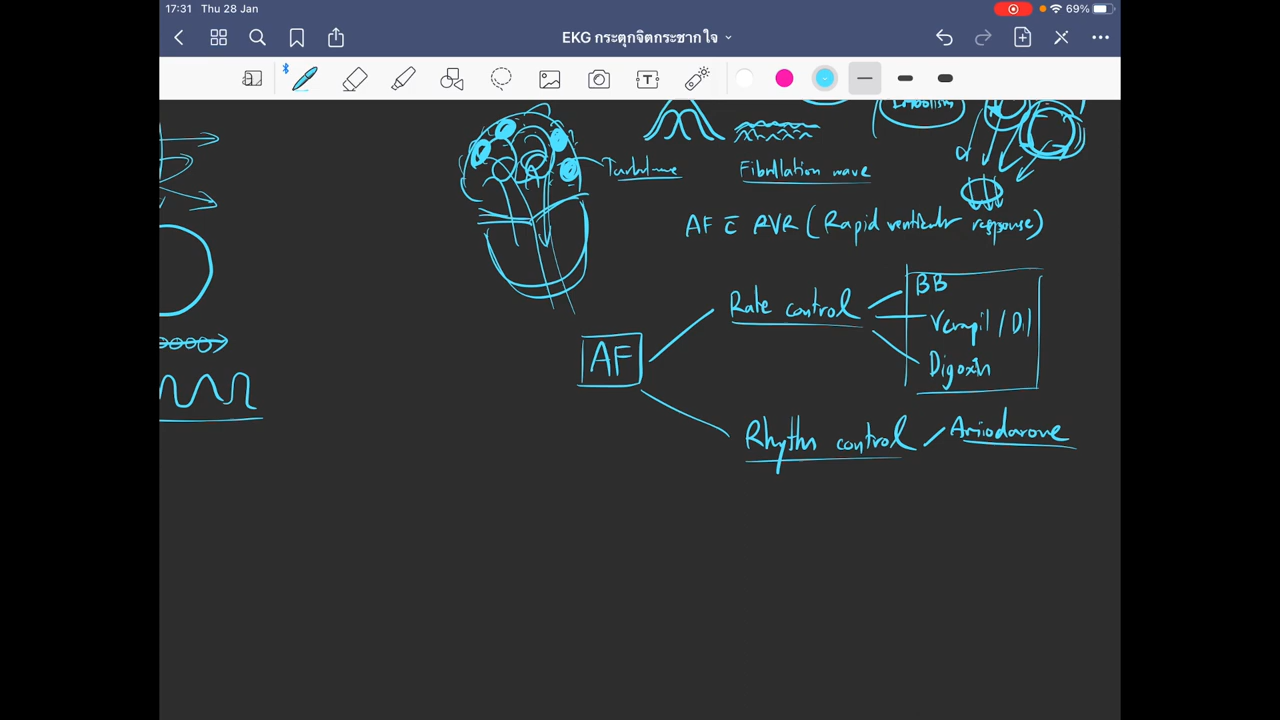 17:31 Thu 28 Jan
69%
EKG กระตุกจิตกระชากใจ
Embolism
Turbulence
Fibrillation wave
AF c̄ RVR (Rapid ventricular response)
AF
Rate control
BB
Verapil / Dil
Digoxin
Rhythm control
Amiodarone